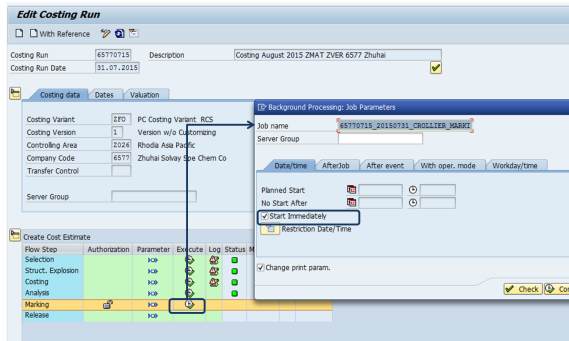 Edit Costing Run
With Reference
Costing Run 65770715 Description Costing August 2015 ZMAT ZVER 6577 Zhuhai
Costing Run Date 31.07.2015
Costing data Dates Valuation
Costing Variant ZFO PC Costing Variant RCS
Costing Version 1 Version w/o Customizing
Controlling Area Z026 Rhodia Asia Pacific
Company Code 6577 Zhuhai Solvay Spe Chem Co
Transfer Control
Server Group
Background Processing: Job Parameters
Job name 65770715_20150731_CROLLIER_MARKI
Server Group
Date/time AfterJob After event With oper. mode Workday/time
Planned Start
No Start After
Start Immediately
Restriction Date/Time
Change print param.
Check Con
Create Cost Estimate
Flow Step Authorization Parameter Execute Log Status M
Selection
Struct. Explosion
Costing
Analysis
Marking
Release